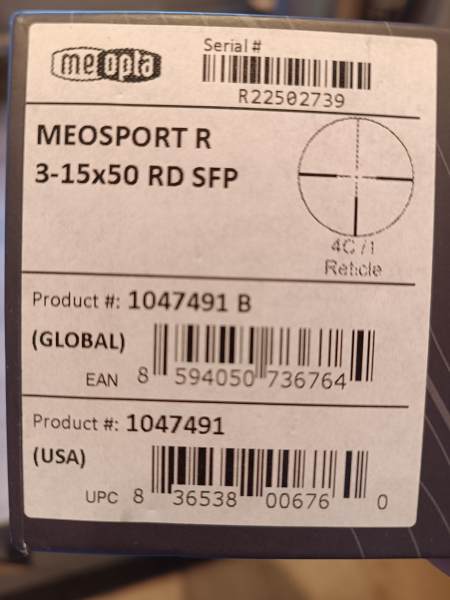 meopta
Serial #
R22502739
MEOSPORT R
3-15x50 RD SFP
4C /1
Reticle
Product #: 1047491 B
(GLOBAL)
EAN 8 594050 736764
Product #: 1047491
(USA)
UPC 8 36538 00676 0